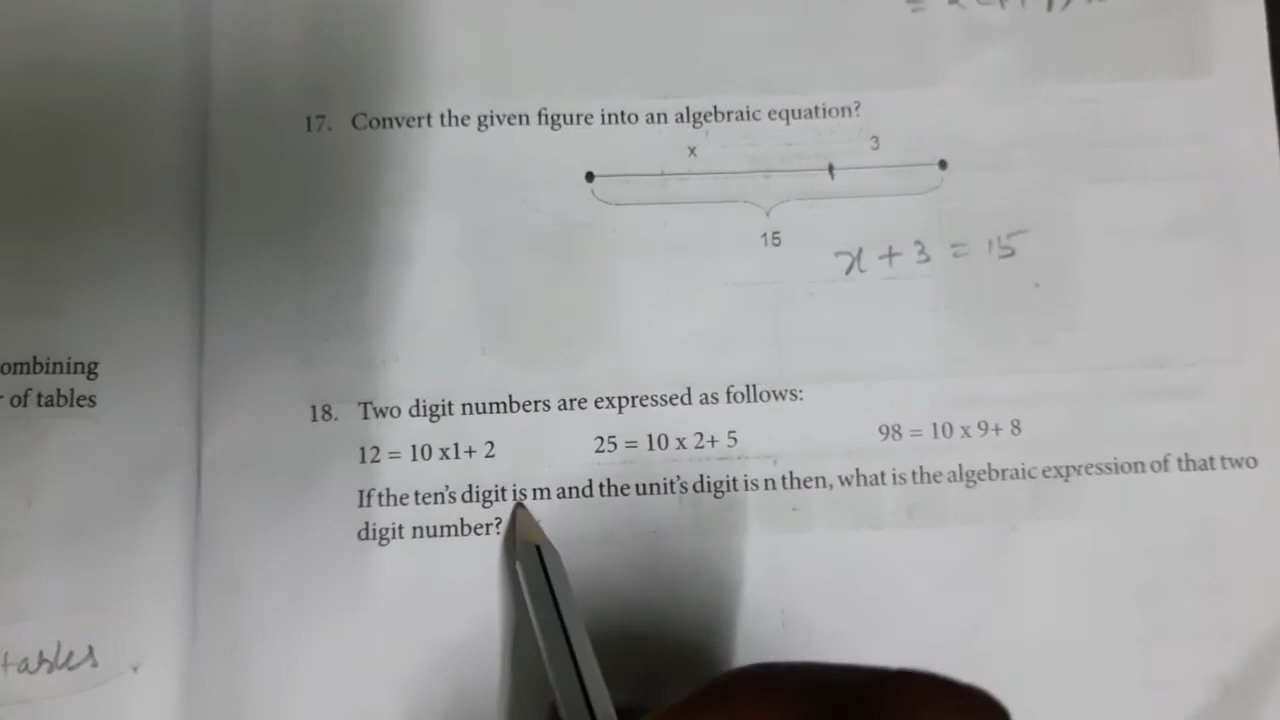 17. Convert the given figure into an algebraic equation?
x
3
15
x + 3 = 15
ombining
of tables
18. Two digit numbers are expressed as follows:
12 = 10 x1+ 2 25 = 10 x 2+ 5 98 = 10 x 9+ 8
If the ten's digit is m and the unit's digit is n then, what is the algebraic expression of that two
digit number?
tables